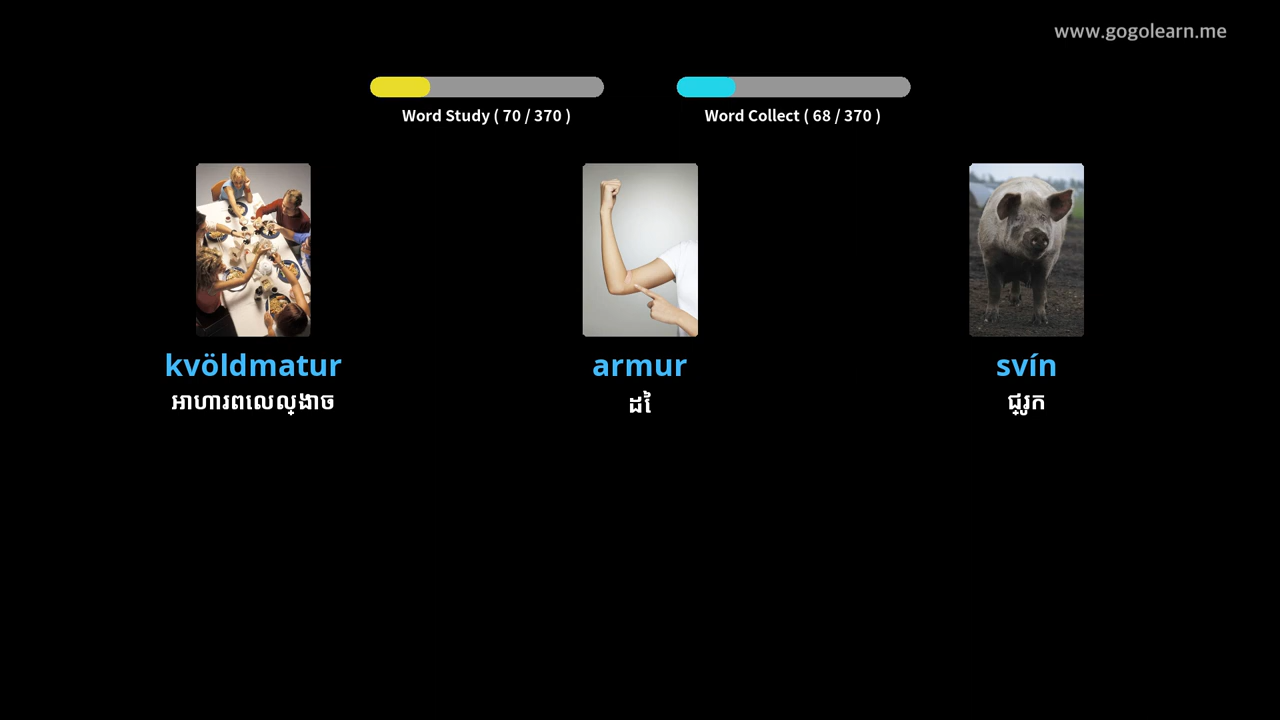 www.gogolearn.me
Word Study ( 70 / 370 )
Word Collect ( 68 / 370 )
kvöldmatur
អាហារពេលល្ងាច
armur
ដៃ
svín
ជ្រូក